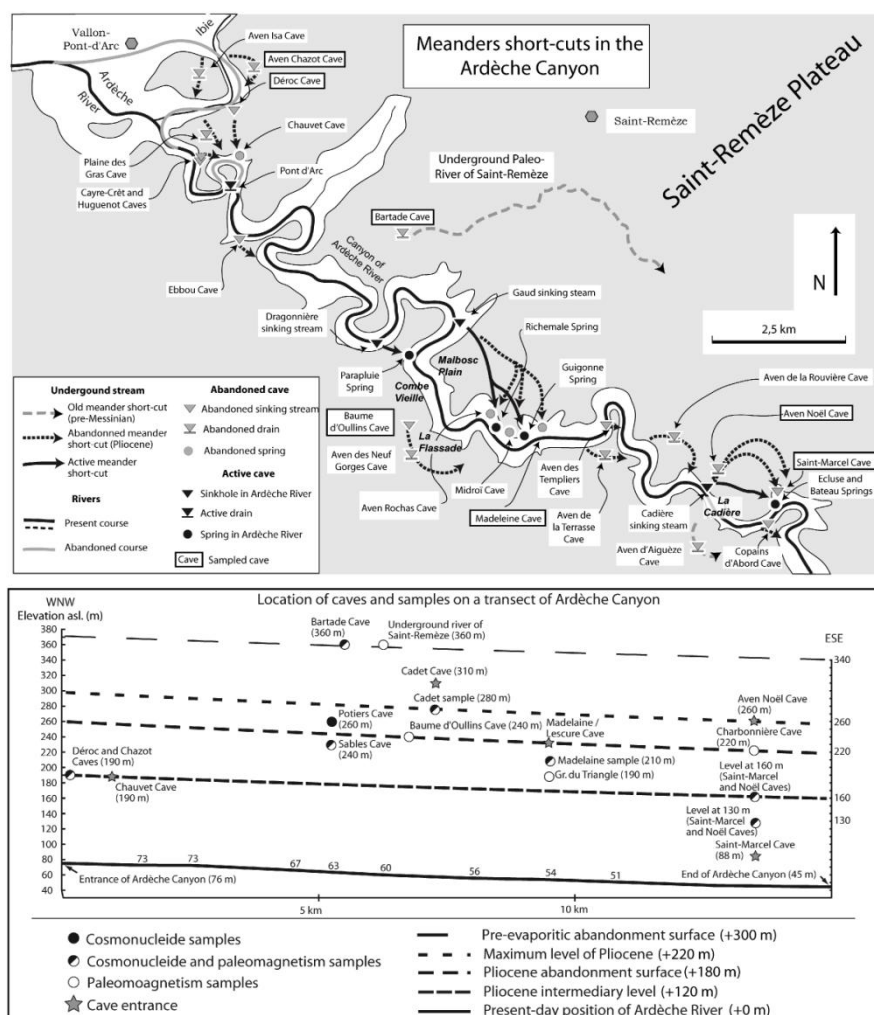 Meanders short-cuts in the
Ardèche Canyon
Vallon-
Pont-d'Arc
Ibie
Aven Isa Cave
Aven Chazot Cave
Déroc Cave
Ardèche
River
Chauvet Cave
Saint-Remèze
Saint-Remèze Plateau
Plaine des
Gras Cave
Cayre-Crêt and
Huguenot Caves
Pont d'Arc
Underground Paleo-
River of Saint-Remèze
Bartade Cave
Canyon of
Ardèche River
Ebbou Cave
N
2,5 km
Dragonnière
sinking stream
Gaud sinking stream
Richemale Spring
Parapluie
Spring
Malbosc
Plain
Combe
Vieille
Guigonne
Spring
Aven de la Rouvière Cave
Aven Noël Cave
Baume
d'Oullins Cave
La
Flassade
Aven des Neuf
Gorges Cave
Saint-Marcel Cave
Ecluse and
Bateau Springs
Aven Rochas Cave
Midroï Cave
Madeleine Cave
Aven des
Templiers
Cave
Aven de
la Terrasse
Cave
Cadière
sinking steam
La
Cadière
Aven d'Aiguèze
Cave
Copains
d'Abord Cave
Undergound stream
Old meander short-cut
(pre-Messinian)
Abandonned meander
short-cut (Pliocene)
Active meander
short-cut
Rivers
Present course
Abandoned course
Abandoned cave
Abandoned sinking stream
Abandoned drain
Abandoned spring
Active cave
Sinkhole in Ardèche River
Active drain
Spring in Ardèche River
Cave Sampled cave
Location of caves and samples on a transect of Ardèche Canyon
WNW
Elevation asl. (m)
ESE
380
360
340
320
300
280
260
240
220
200
180
160
140
120
100
80
60
40
340
260
220
160
130
Bartade Cave
(360 m)
Underground river of
Saint-Remèze (360 m)
Cadet Cave (310 m)
Cadet sample (280 m)
Potiers Cave
(260 m)
Baume d'Oullins Cave (240 m)
Sables Cave
(240 m)
Madelaine /
Lescure Cave
Aven Noël Cave
(260 m)
Charbonnière Cave
(220 m)
Déroc and Chazot
Caves (190 m)
Chauvet Cave
(190 m)
Madelaine sample (210 m)
Gr. du Triangle (190 m)
Level at 160 m
(Saint-Marcel
and Noël Caves)
Level at 130 m
(Saint-Marcel
and Noël Caves)
Saint-Marcel Cave
(88 m)
73 73 67 63 60 56 54 51
Entrance of Ardèche Canyon (76 m)
End of Ardèche Canyon (45 m)
5 km
10 km
Cosmonucleide samples
Cosmonucleide and paleomagnetism samples
Paleomoagnetism samples
Cave entrance
Pre-evaporitic abandonment surface (+300 m)
Maximum level of Pliocene (+220 m)
Pliocene abandonment surface(+180 m)
Pliocene intermediary level (+120 m)
Present-day position of Ardèche River (+0 m)